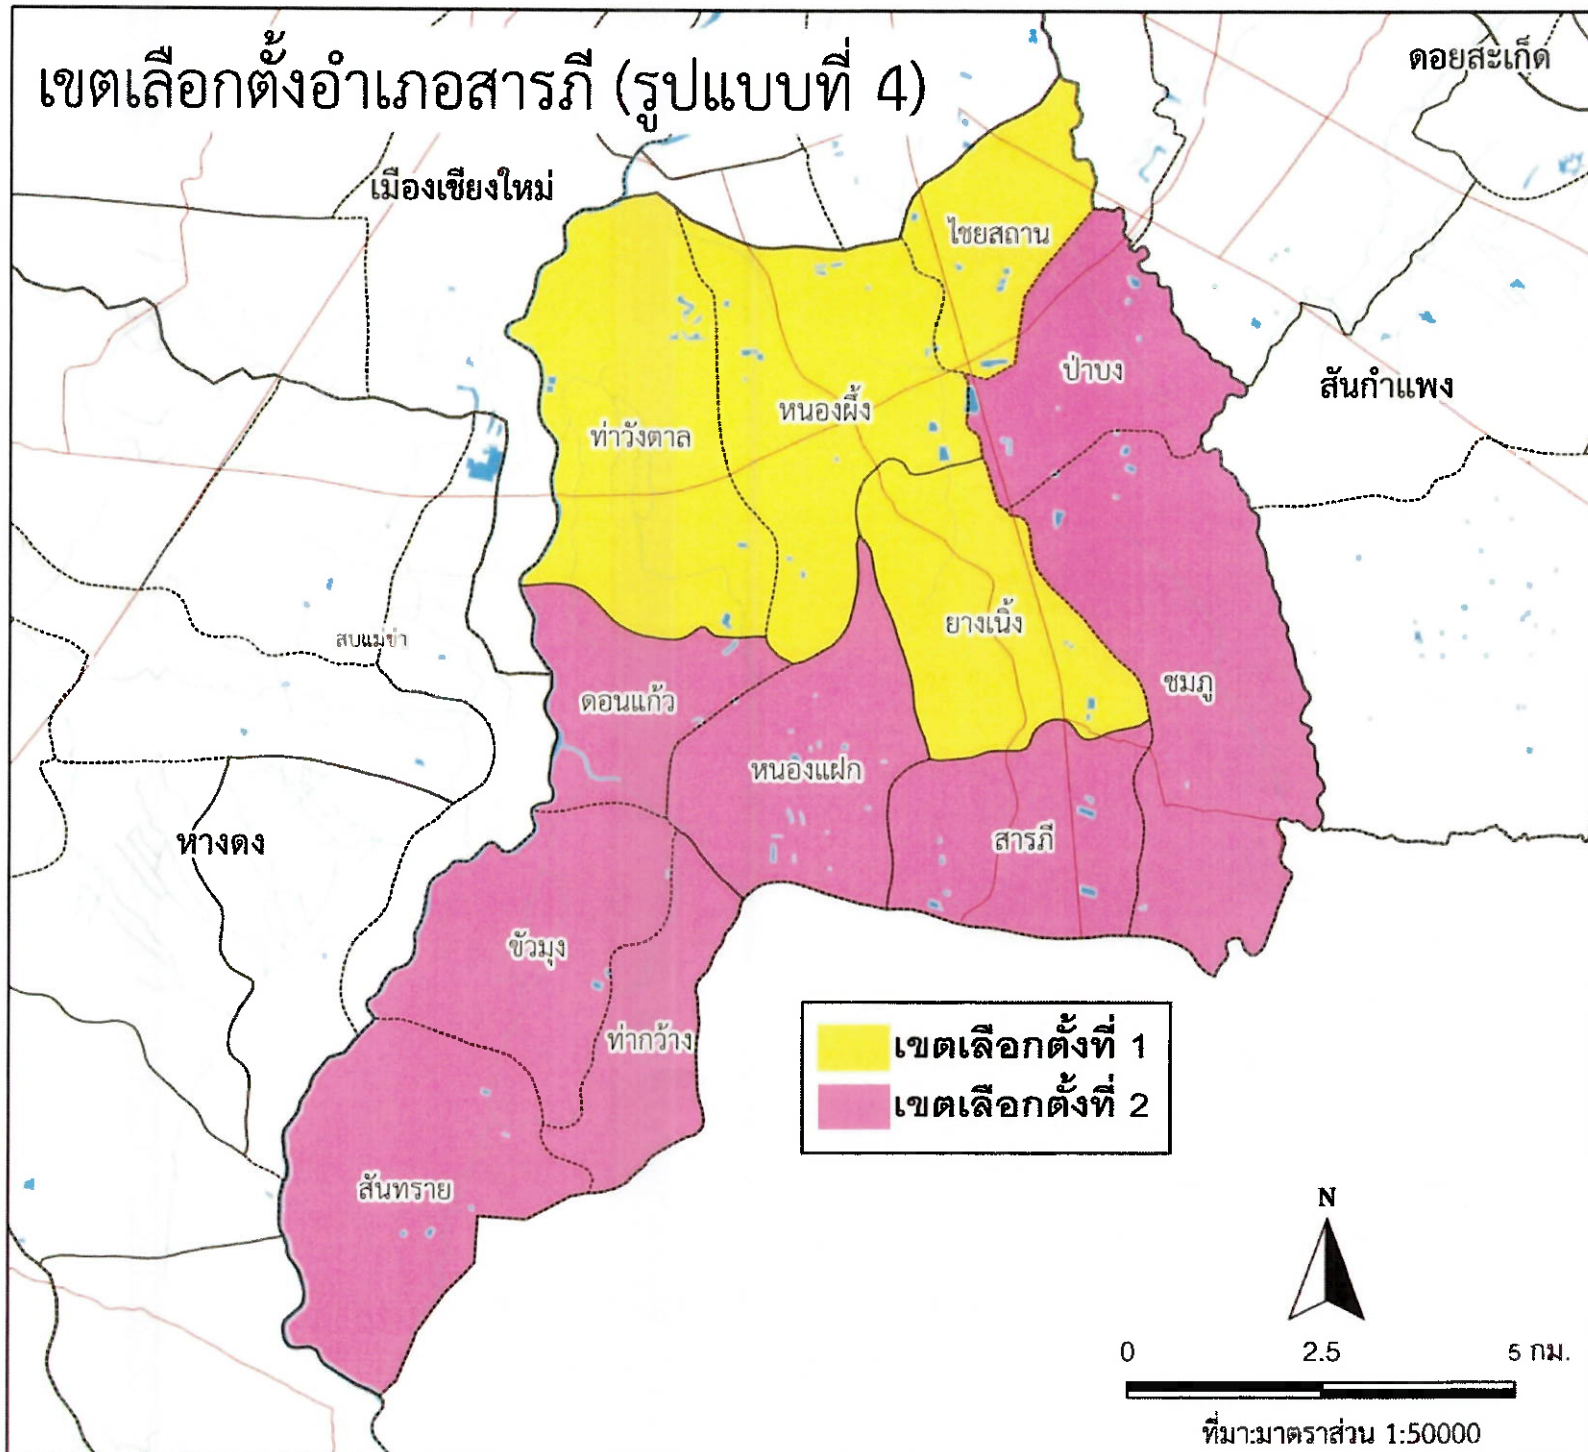 เขตเลือกตั้งอำเภอสารภี (รูปแบบที่ 4)
ดอยสะเก็ด
เมืองเชียงใหม่
ไชยสถาน
ป่าบง
สันกำแพง
หนองผึ้ง
ท่าวังตาล
ยางเนิ้ง
สบแม่ข่า
ชมภู
ดอนแก้ว
หนองแฝก
สารภี
หางดง
ขัวมุง
ท่ากว้าง
เขตเลือกตั้งที่ 1
เขตเลือกตั้งที่ 2
สันทราย
N
0 2.5 5 กม.
ที่มา:มาตราส่วน 1:50000